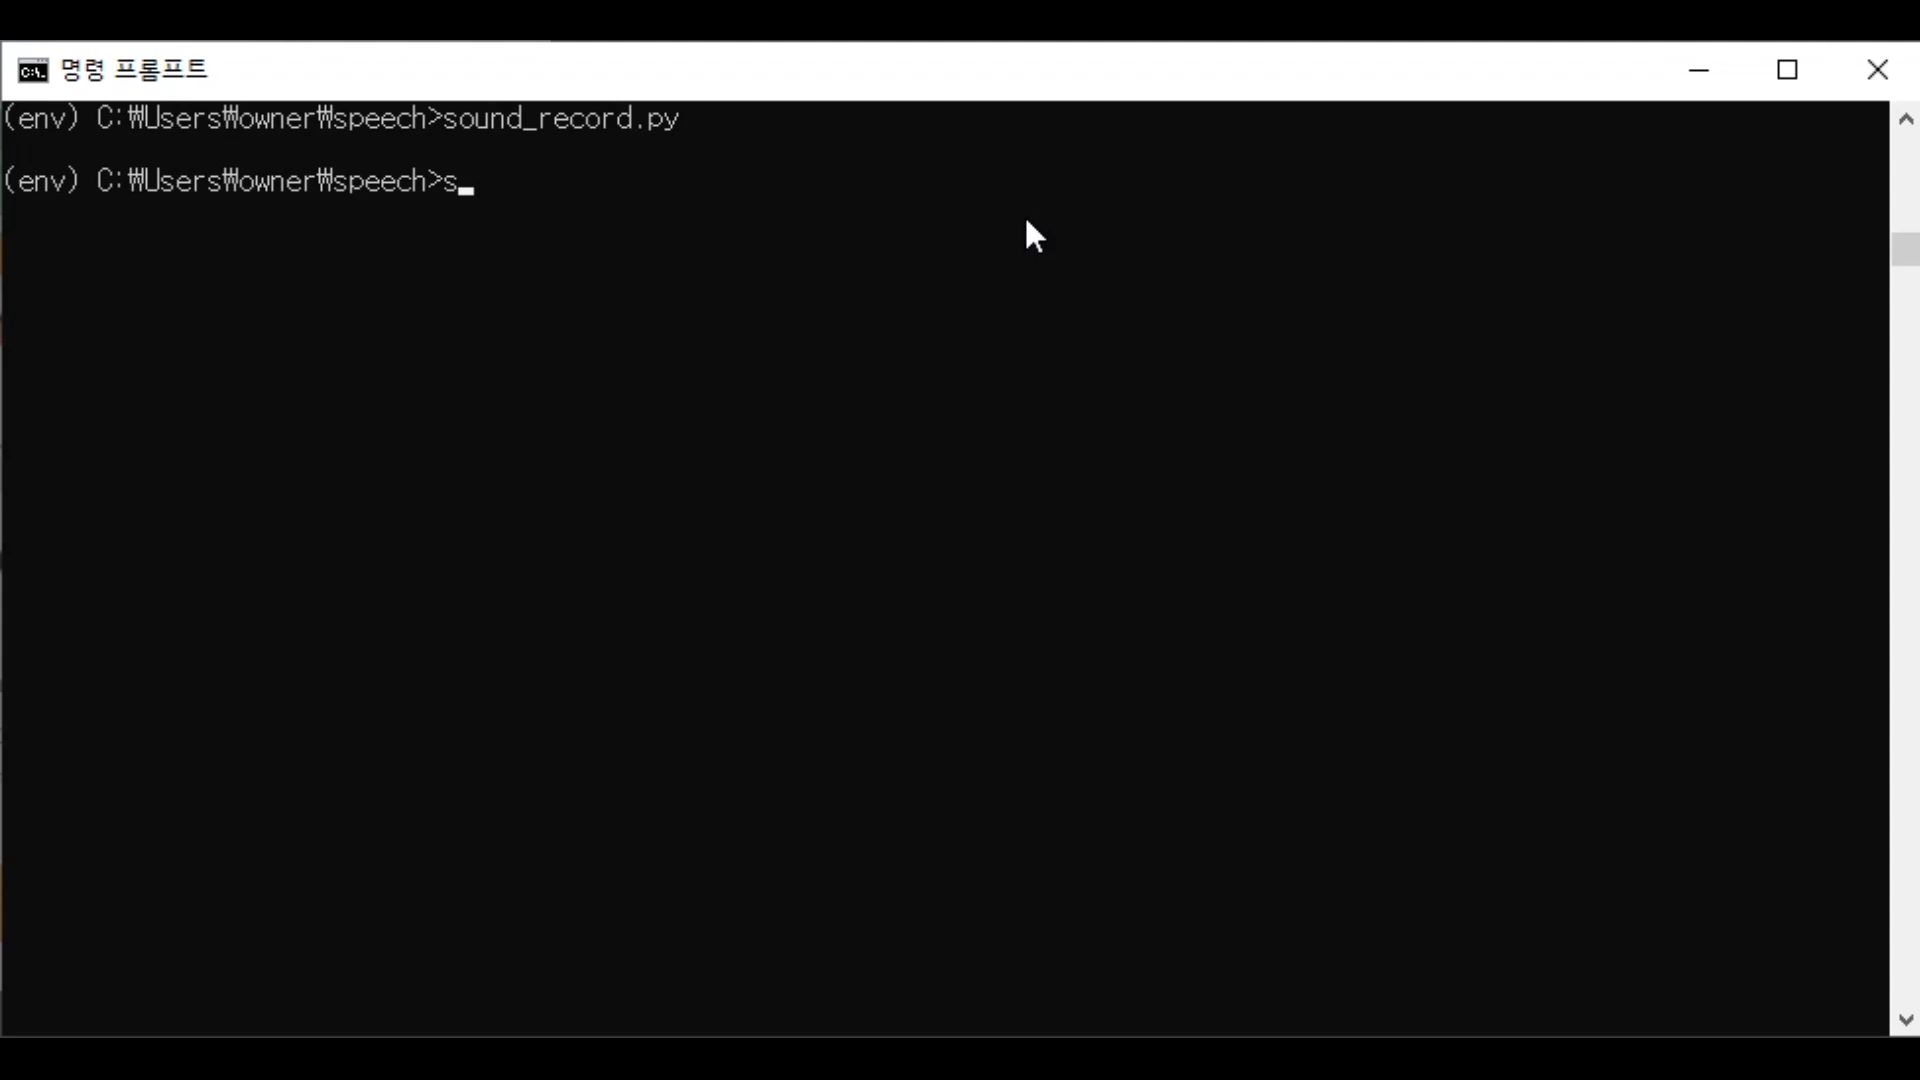 명령 프롬프트
(env) C:₩Users₩owner₩speech>sound_record.py
(env) C:₩Users₩owner₩speech>s